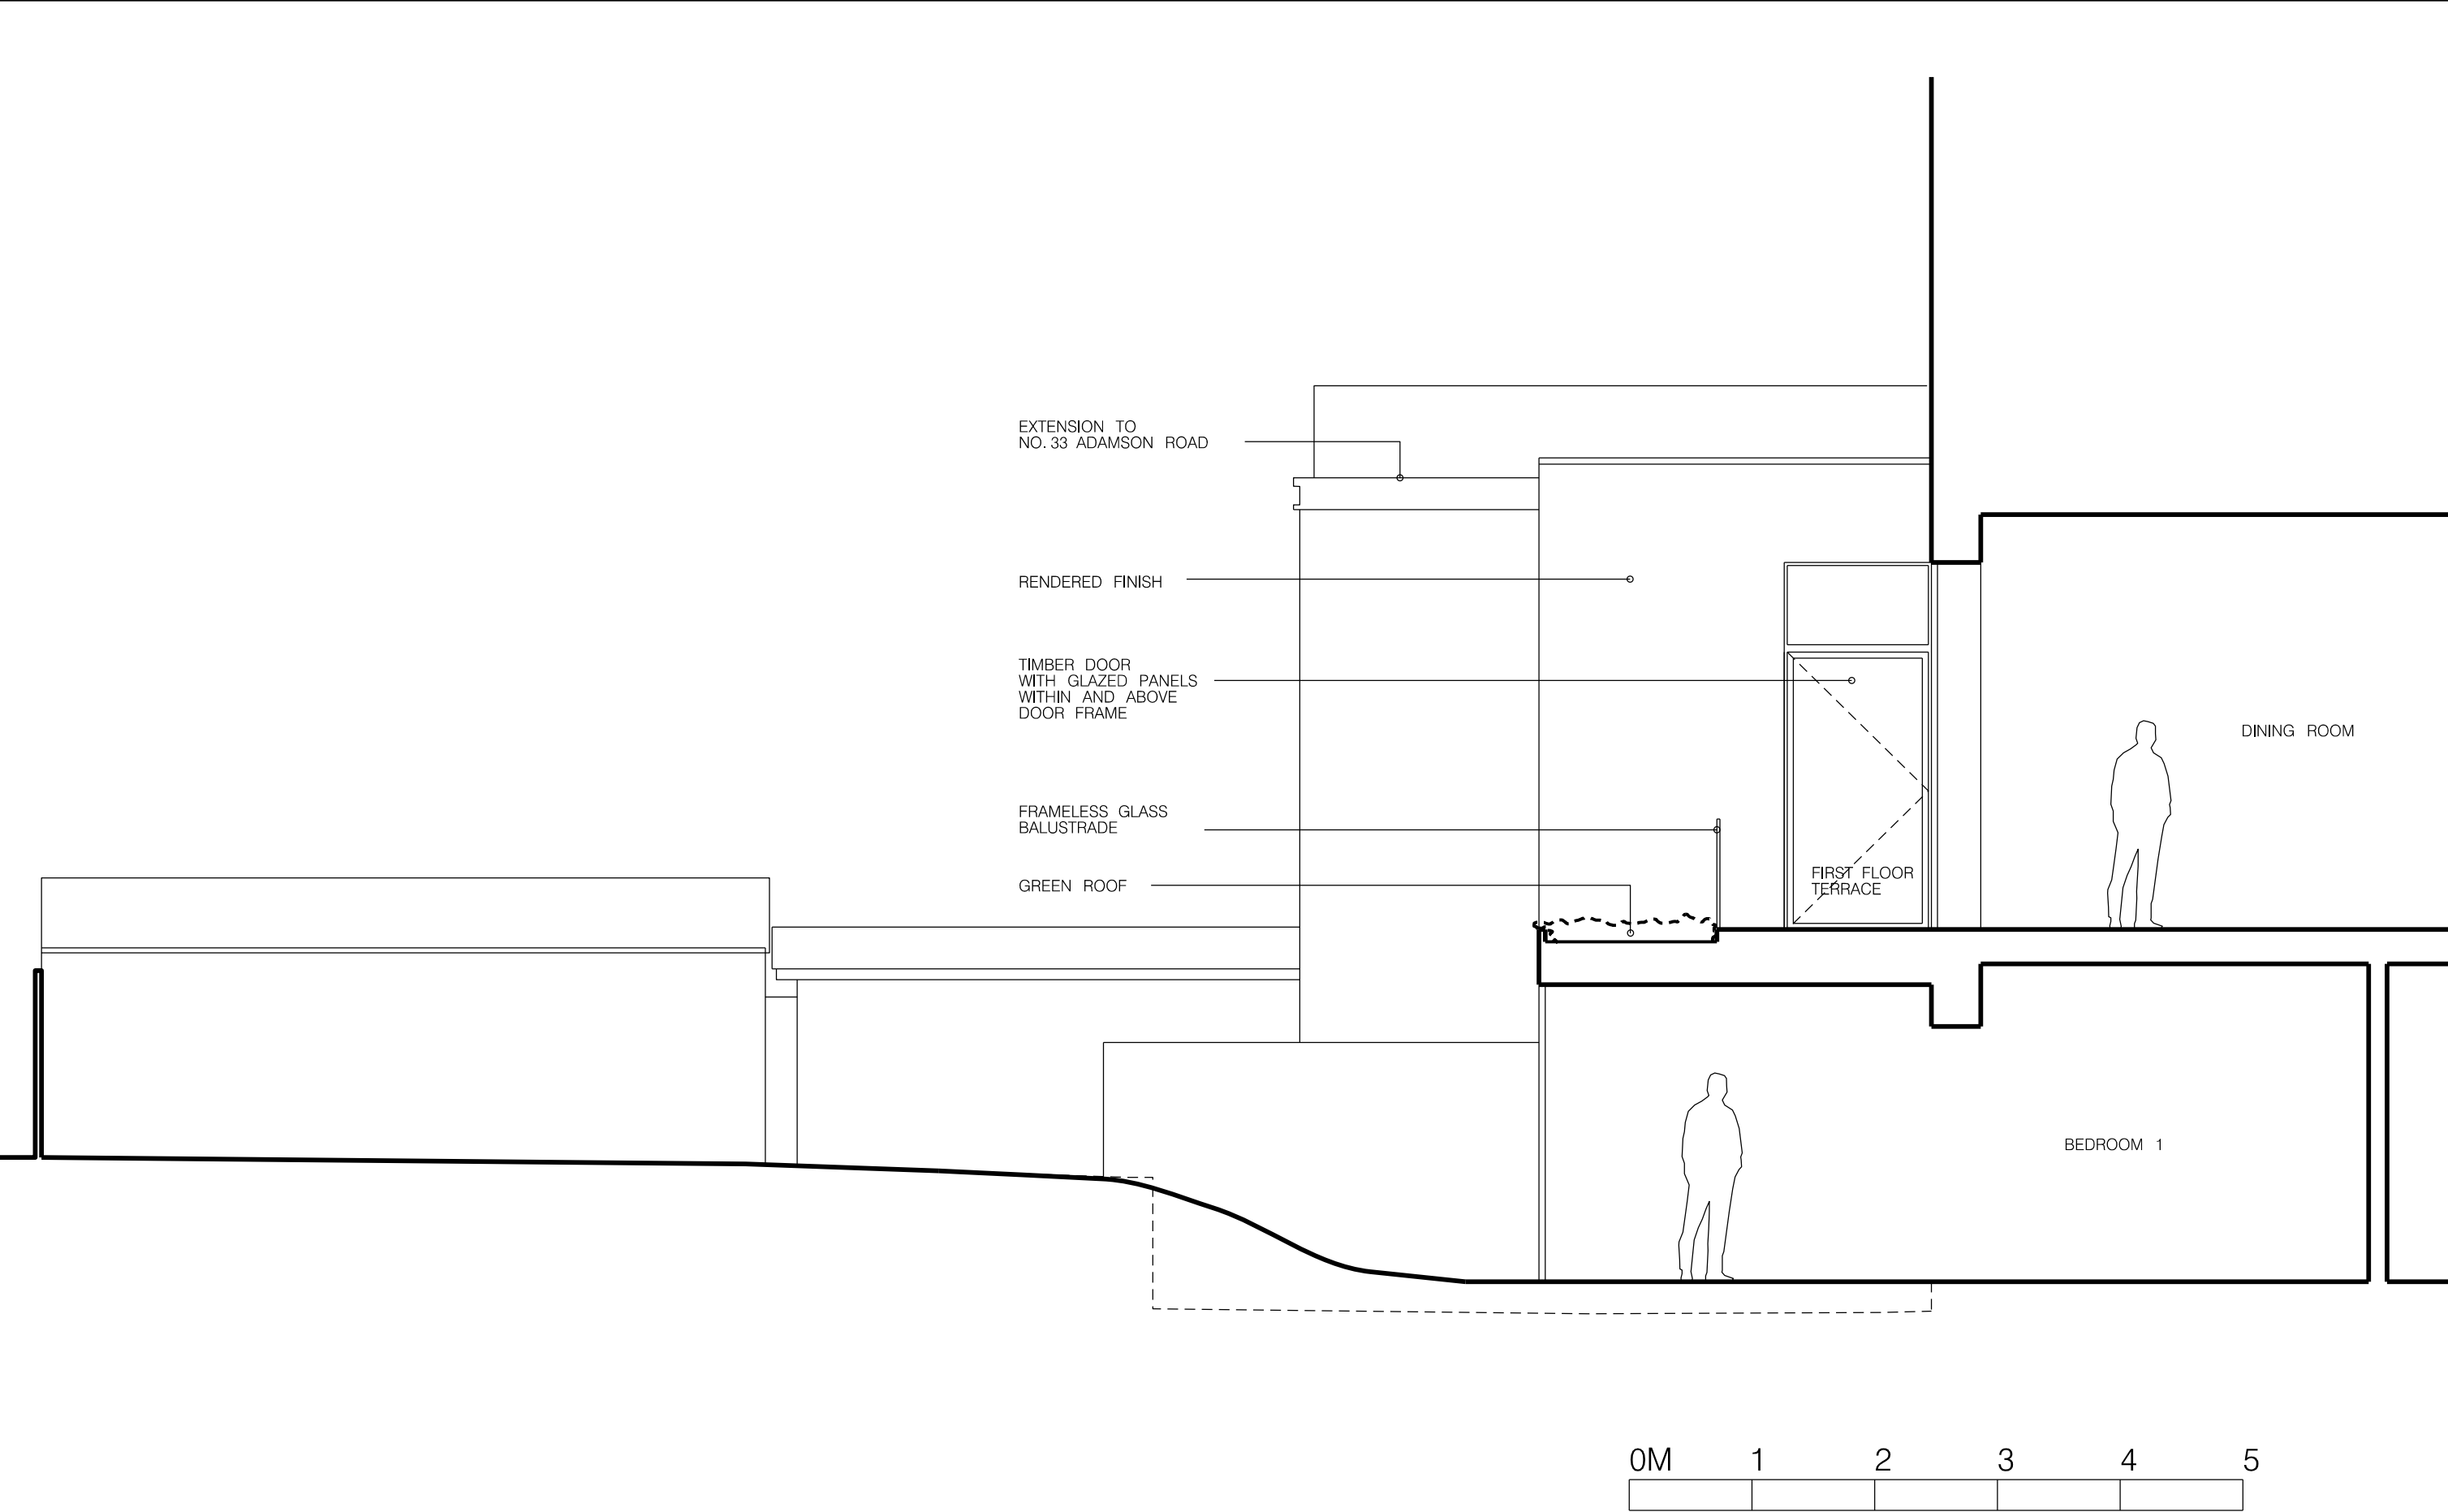 EXTENSION TO
NO. 33 ADAMSON ROAD
RENDERED FINISH
TIMBER DOOR
WITH GLAZED PANELS
WITHIN AND ABOVE
DOOR FRAME
DINING ROOM
FRAMELESS GLASS
BALUSTRADE
FIRST FLOOR
TERRACE
GREEN ROOF
BEDROOM 1
0M 1 2 3 4 5